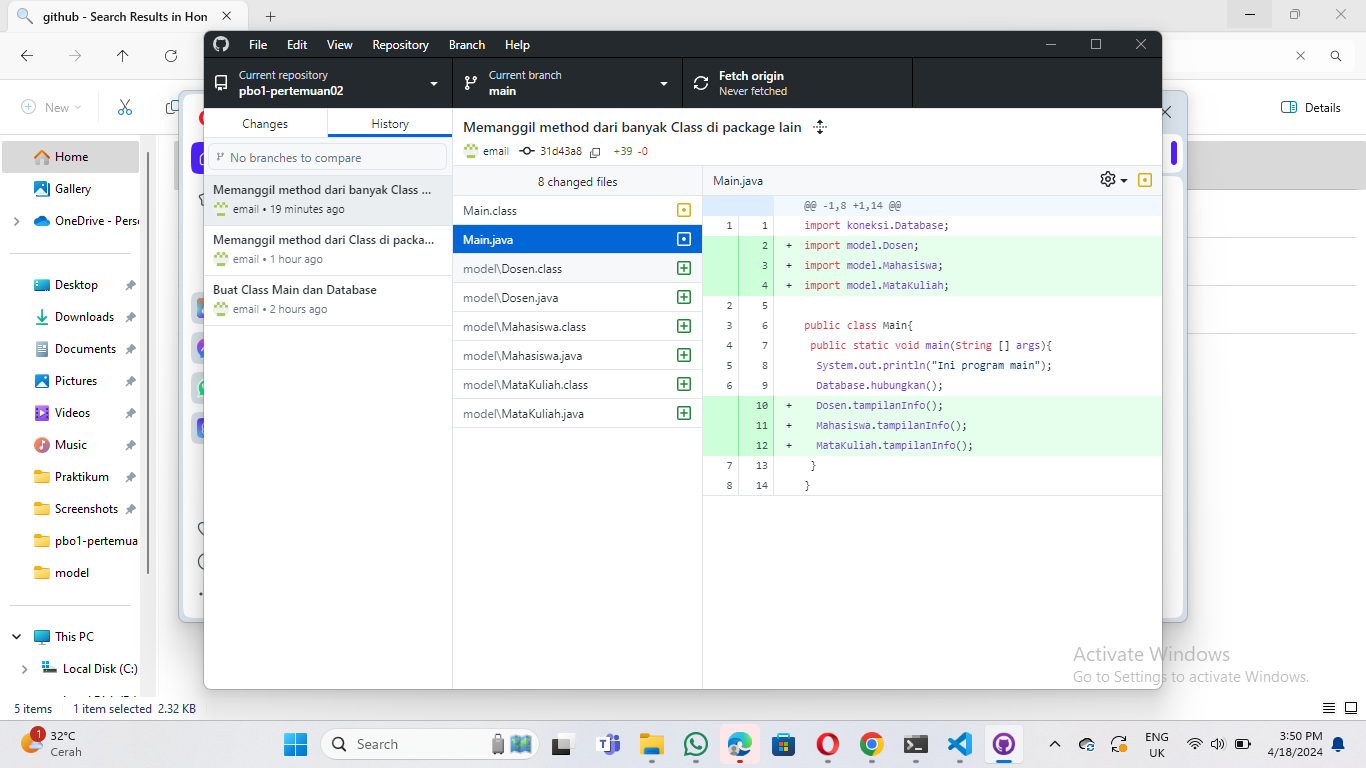 github - Search Results in Hon
File Edit View Repository Branch Help
Current repository
pbo1-pertemuan02
Current branch
main
Fetch origin
Never fetched
New
Details
Changes
History
No branches to compare
Memanggil method dari banyak Class ...
email • 19 minutes ago
Memanggil method dari Class di packa...
email • 1 hour ago
Buat Class Main dan Database
email • 2 hours ago
Memanggil method dari banyak Class di package lain
email 31d43a8 +39 -0
8 changed files
Main.class
Main.java
model\Dosen.class
model\Dosen.java
model\Mahasiswa.class
model\Mahasiswa.java
model\MataKuliah.class
model\MataKuliah.java
Main.java
@@ -1,8 +1,14 @@
1 1 import koneksi.Database;
2 + import model.Dosen;
3 + import model.Mahasiswa;
4 + import model.MataKuliah;
2 5
3 6 public class Main{
4 7 public static void main(String [] args){
5 8 System.out.println("Ini program main");
6 9 Database.hubungkan();
10 + Dosen.tampilanInfo();
11 + Mahasiswa.tampilanInfo();
12 + MataKuliah.tampilanInfo();
7 13 }
8 14 }
Home
Gallery
OneDrive - Pers
Desktop
Downloads
Documents
Pictures
Videos
Music
Praktikum
Screenshots
pbo1-pertemua
model
This PC
Local Disk (C:)
5 items 1 item selected 2.32 KB
Activate Windows
Go to Settings to activate Windows.
1
32°C
Cerah
Search
ENG
UK
3:50 PM
4/18/2024